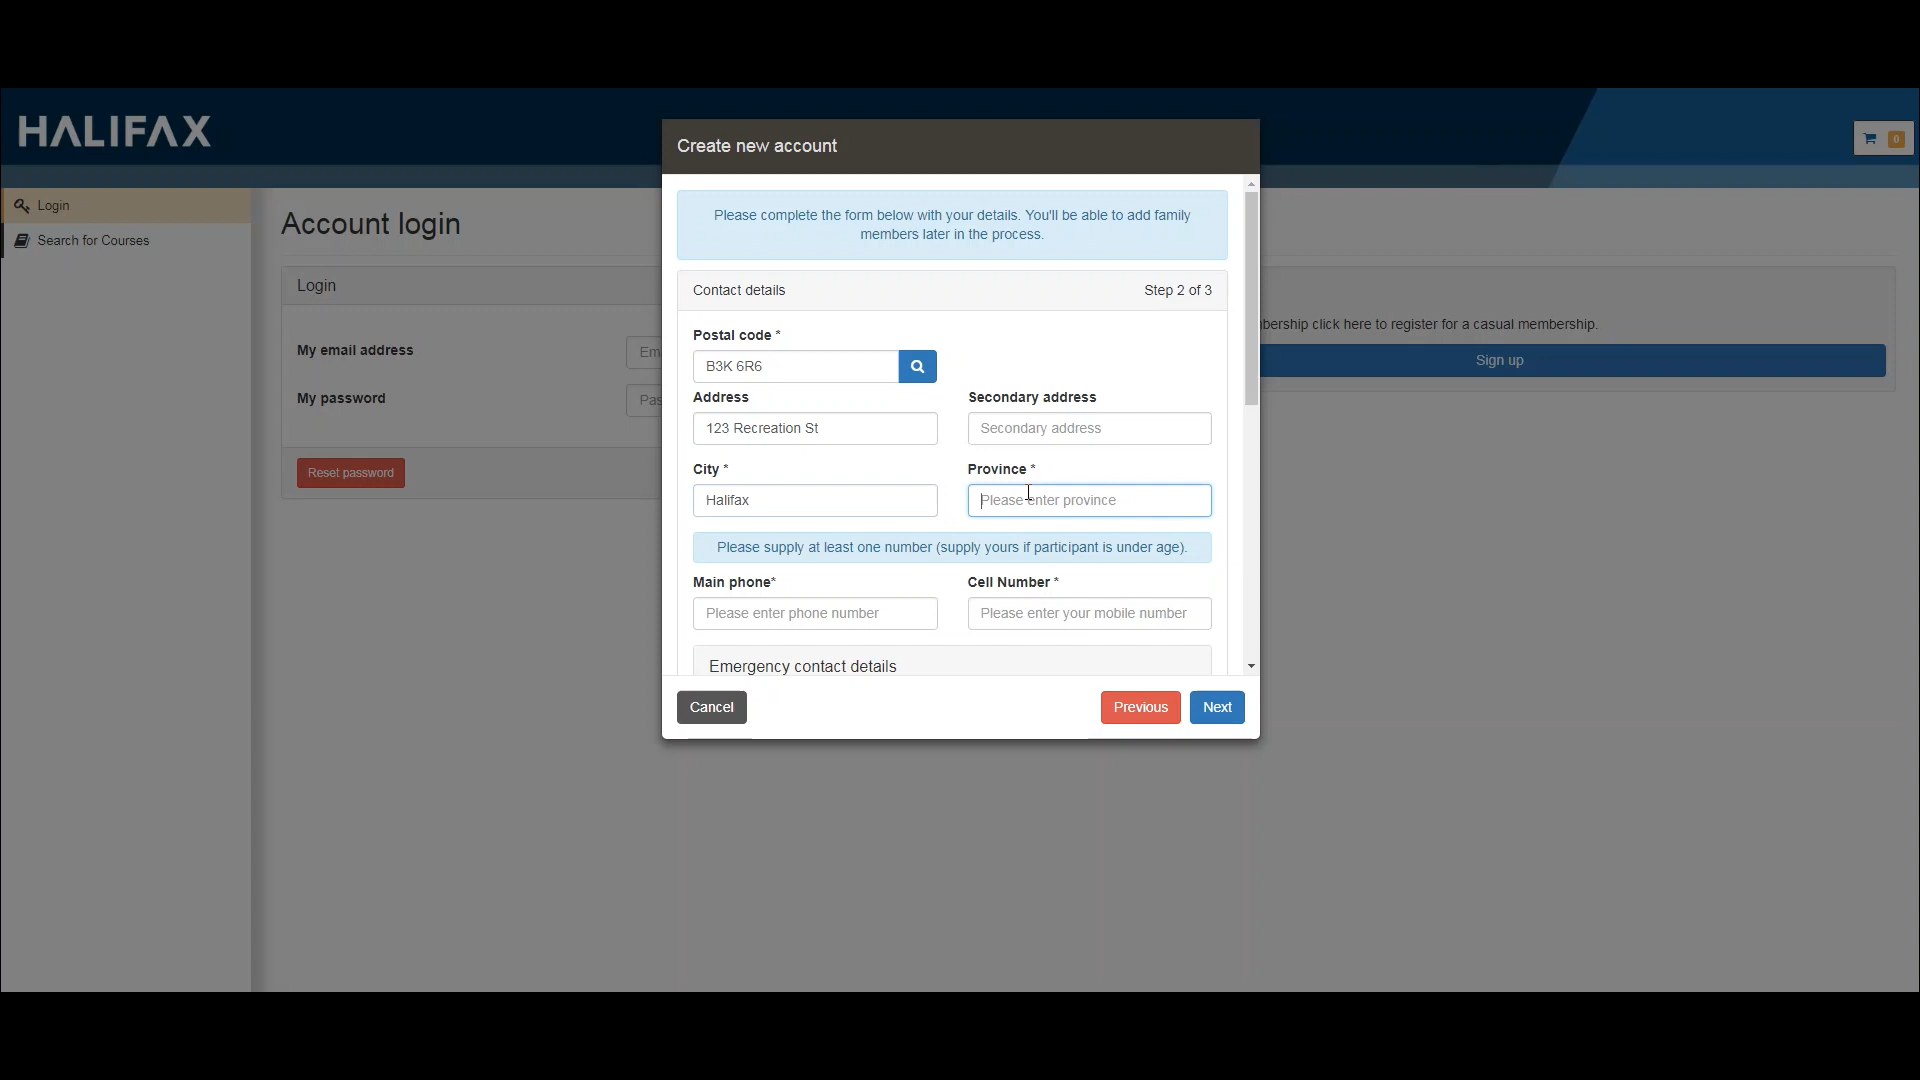 HALIFAX
0
Login
Search for Courses
Account login
Login
My email address
Em
My password
Pas
Reset password
bership click here to register for a casual membership.
Sign up
Create new account
Please complete the form below with your details. You'll be able to add family
members later in the process.
Contact details Step 2 of 3
Postal code *
B3K 6R6
Address Secondary address
123 Recreation St Secondary address
City * Province *
Halifax Please enter province
Please supply at least one number (supply yours if participant is under age).
Main phone* Cell Number *
Please enter phone number Please enter your mobile number
Emergency contact details
Cancel Previous Next